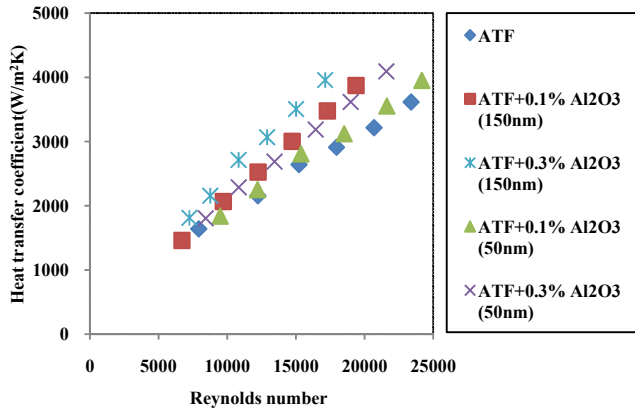 Heat transfer coefficient(W/m²K)
5000
4000
3000
2000
1000
0
0 5000 10000 15000 20000 25000
Reynolds number
ATF
ATF+0.1% Al2O3
(150nm)
ATF+0.3% Al2O3
(150nm)
ATF+0.1% Al2O3
(50nm)
ATF+0.3% Al2O3
(50nm)